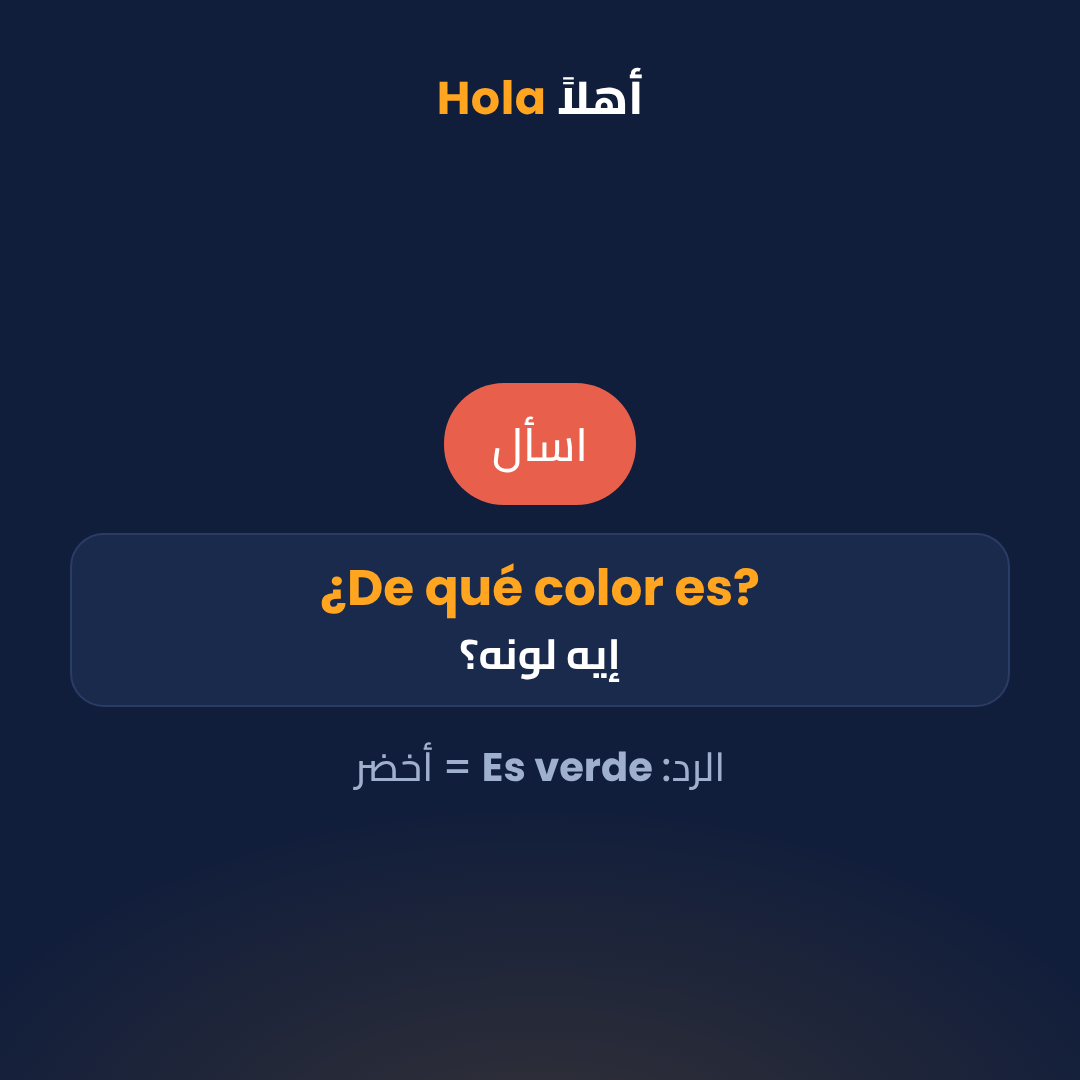 أهلاً Hola
اسأل
¿De qué color es?
إيه لونه؟
الرد: Es verde = أخضر